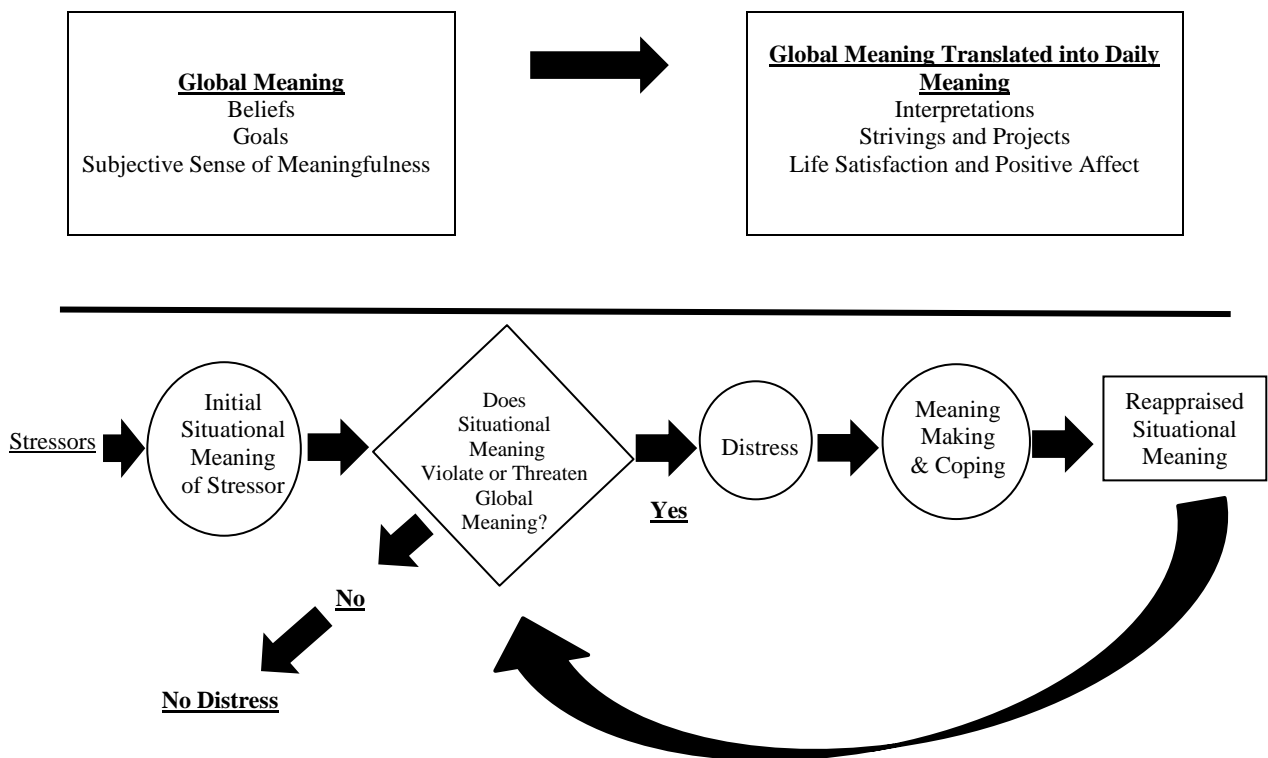 Global Meaning
Beliefs
Goals
Subjective Sense of Meaningfulness
Global Meaning Translated into Daily
Meaning
Interpretations
Strivings and Projects
Life Satisfaction and Positive Affect
Stressors
Initial
Situational
Meaning
of Stressor
Does
Situational
Meaning
Violate or Threaten
Global
Meaning?
Yes
Distress
Meaning
Making
& Coping
Reappraised
Situational
Meaning
No
No Distress